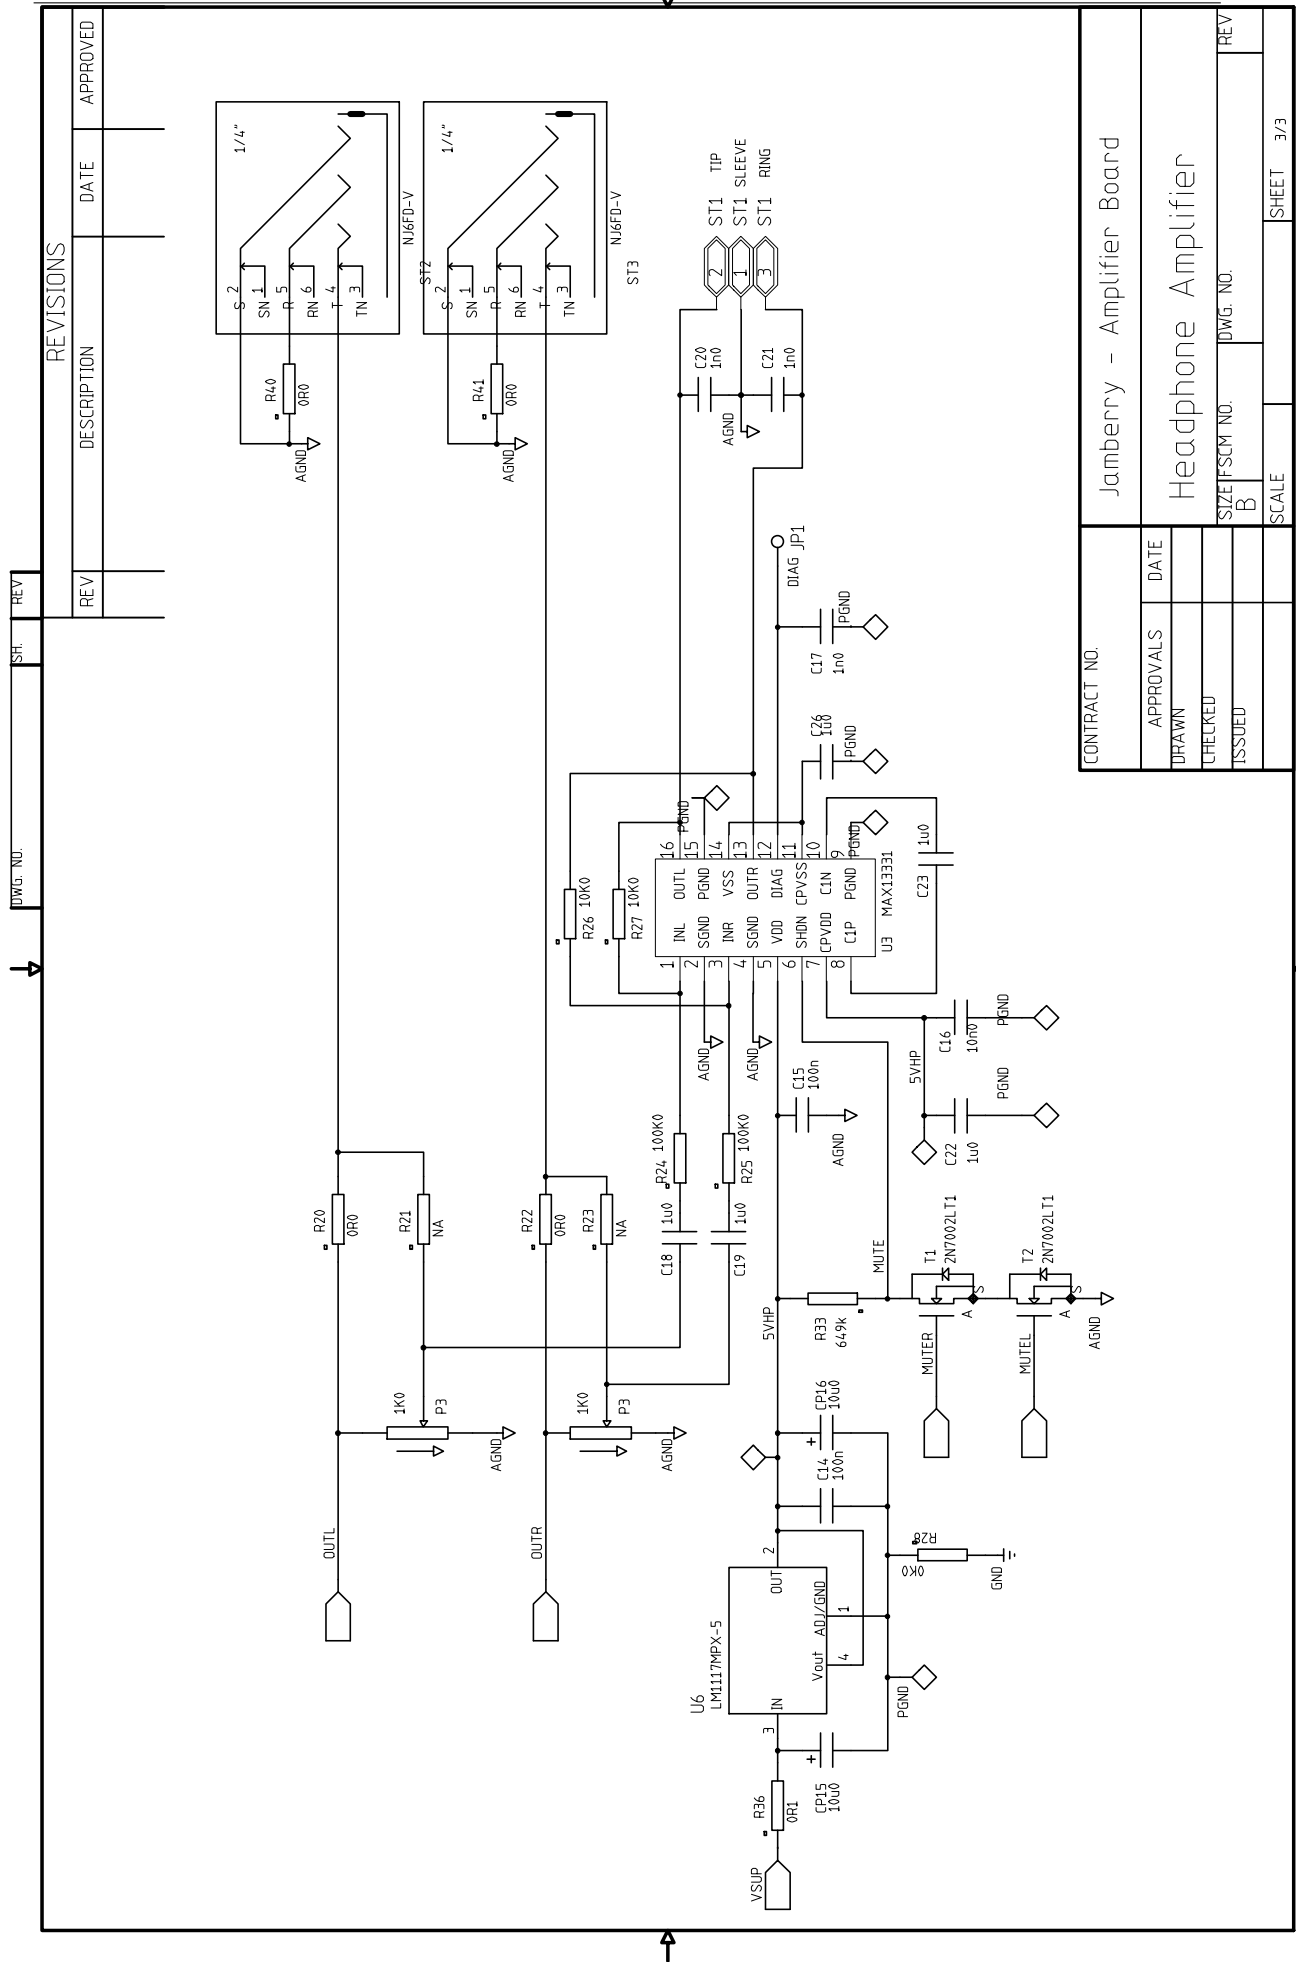 DWG. NO.
SH.
REV
REVISIONS
REV
DESCRIPTION
DATE
APPROVED
OUTL
R20
0R0
R21
NA
1K0
P3
AGND
R40
0R0
AGND
S 2
SN 1
R 5
RN 6
T 4
TN 3
1/4"
NJ6FD-V
ST2
OUTR
R22
0R0
R23
NA
1K0
P3
AGND
R41
0R0
AGND
S 2
SN 1
R 5
RN 6
T 4
TN 3
1/4"
NJ6FD-V
ST3
C18
1u0
R24 100K0
C19
1u0
R25 100K0
R26 10K0
R27 10K0
AGND
AGND
1 INL
2 SGND
3 INR
4 SGND
5 VDD
6 SHDN
7 CPVDD
8 C1P
OUTL 16
PGND 15
VSS 14
OUTR 13
DIAG 12
CPVSS 11
C1N 10
PGND 9
U3 MAX13331
PGND
PGND
C23
1u0
C26
1u0
PGND
C17
1n0
PGND
DIAG JP1
C20
1n0
C21
1n0
AGND
2 ST1 TIP
1 ST1 SLEEVE
3 ST1 RING
VSUP
R36
0R1
CP15
10u0
+
U6
LM1117MPX-5
3 IN
OUT 2
Vout 4
ADJ/GND 1
PGND
R28
0K0
GND
C14
100n
CP16
10u0
+
5VHP
R33
649k
MUTE
C15
100n
AGND
MUTER
T1
2N7002LT1
A
S
MUTEL
T2
2N7002LT1
A
S
AGND
5VHP
C22
1u0
PGND
C16
10n0
PGND
CONTRACT NO.
APPROVALS
DATE
DRAWN
CHECKED
ISSUED
Jamberry - Amplifier Board
Headphone Amplifier
SIZE
B
FSCM NO.
DWG. NO.
REV
SCALE
SHEET 3/3